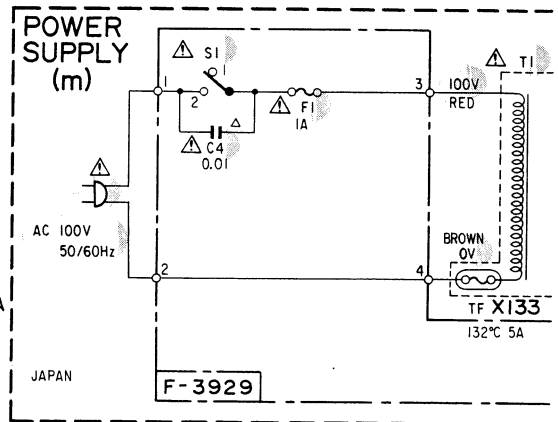 POWER
SUPPLY
(m)
S1
1
1
2
F1
1A
C4
0.01
3
100V
RED
T1
AC 100V
50/60Hz
2
4
BROWN
0V
TF X133
132°C 5A
JAPAN
F-3929